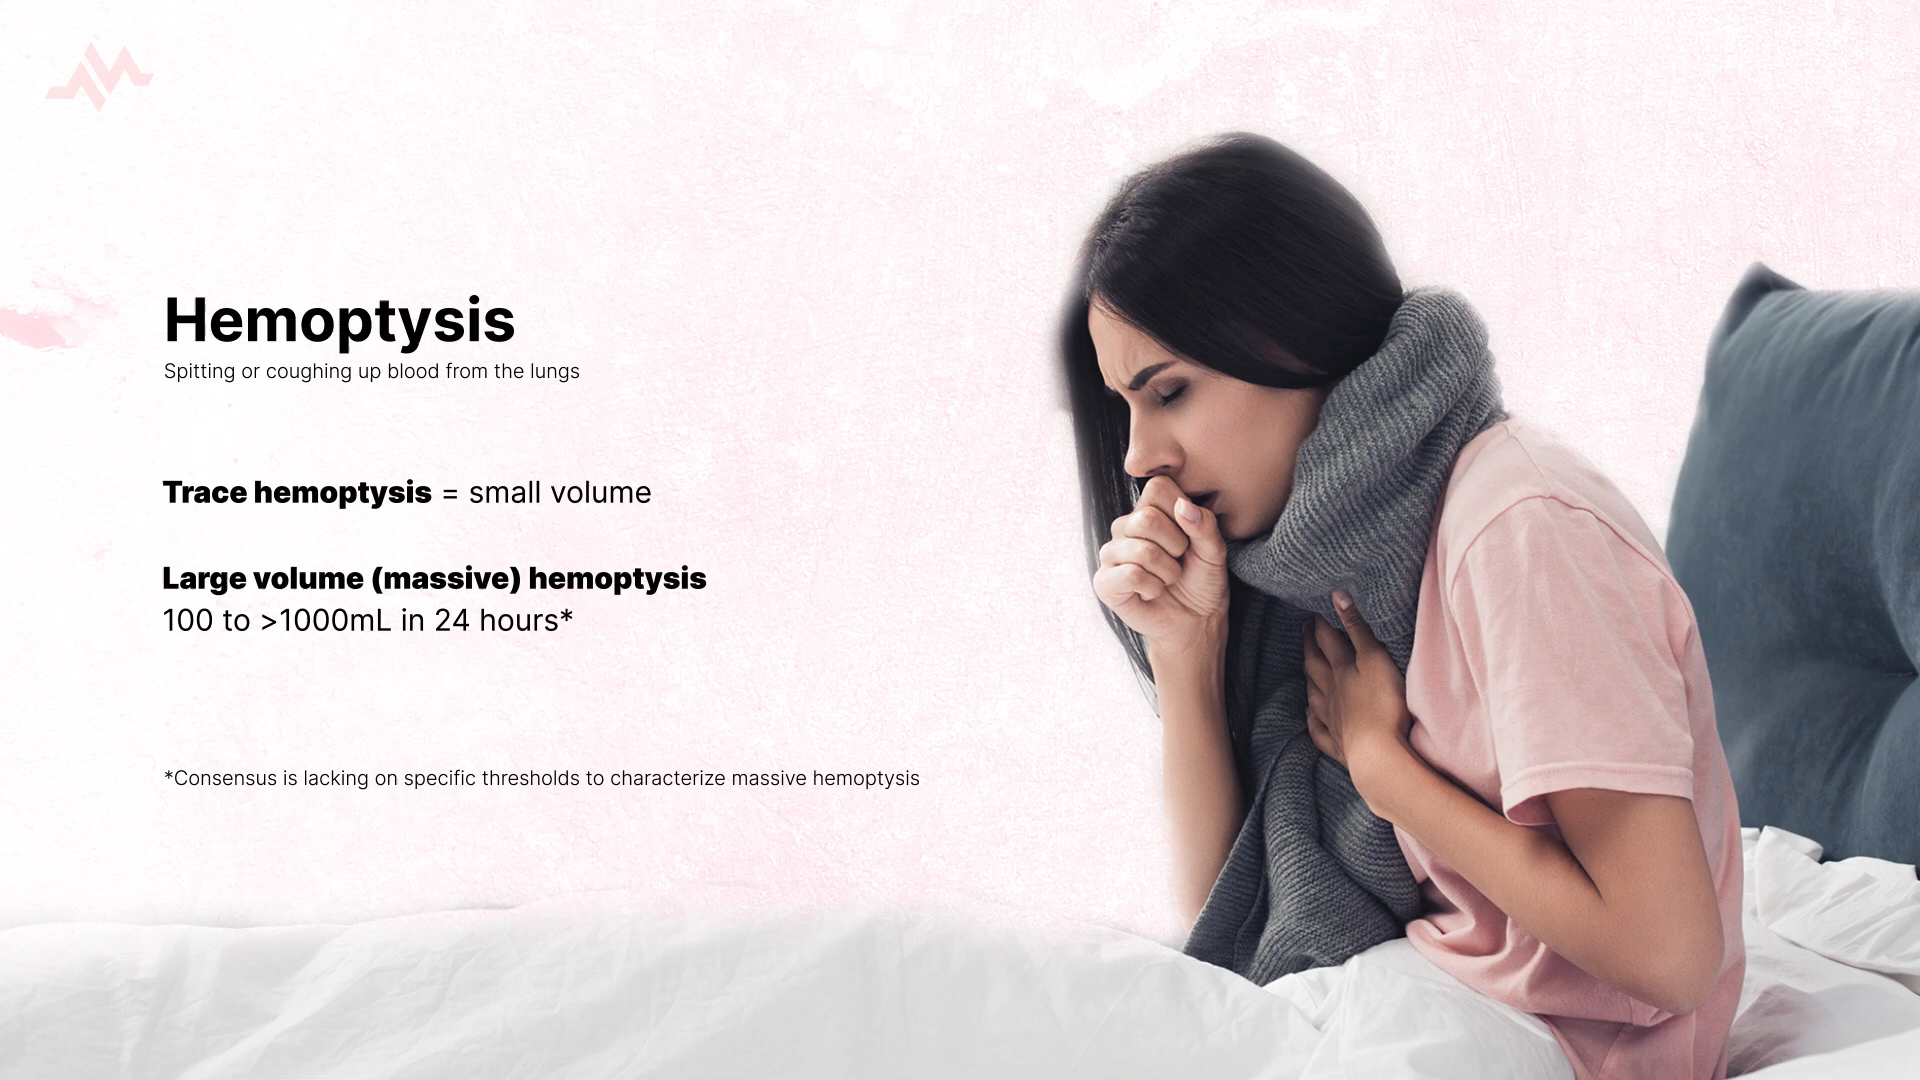 Hemoptysis
Spitting or coughing up blood from the lungs
Trace hemoptysis = small volume
Large volume (massive) hemoptysis
100 to >1000mL in 24 hours*
*Consensus is lacking on specific thresholds to characterize massive hemoptysis